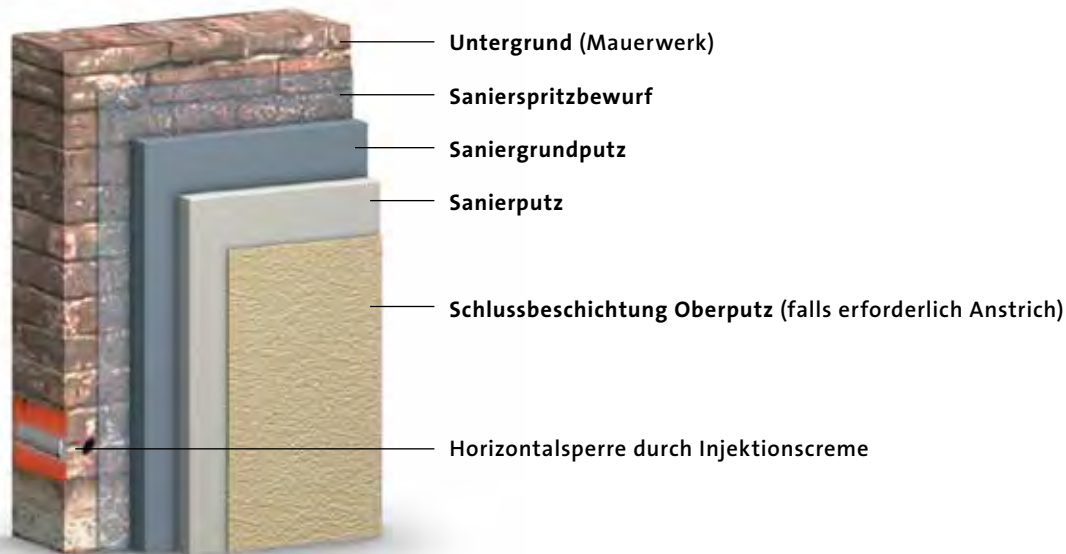 Untergrund (Mauerwerk)
Sanierspritzbewurf
Saniergrundputz
Sanierputz
Schlussbeschichtung Oberputz (falls erforderlich Anstrich)
Horizontalsperre durch Injektionscreme